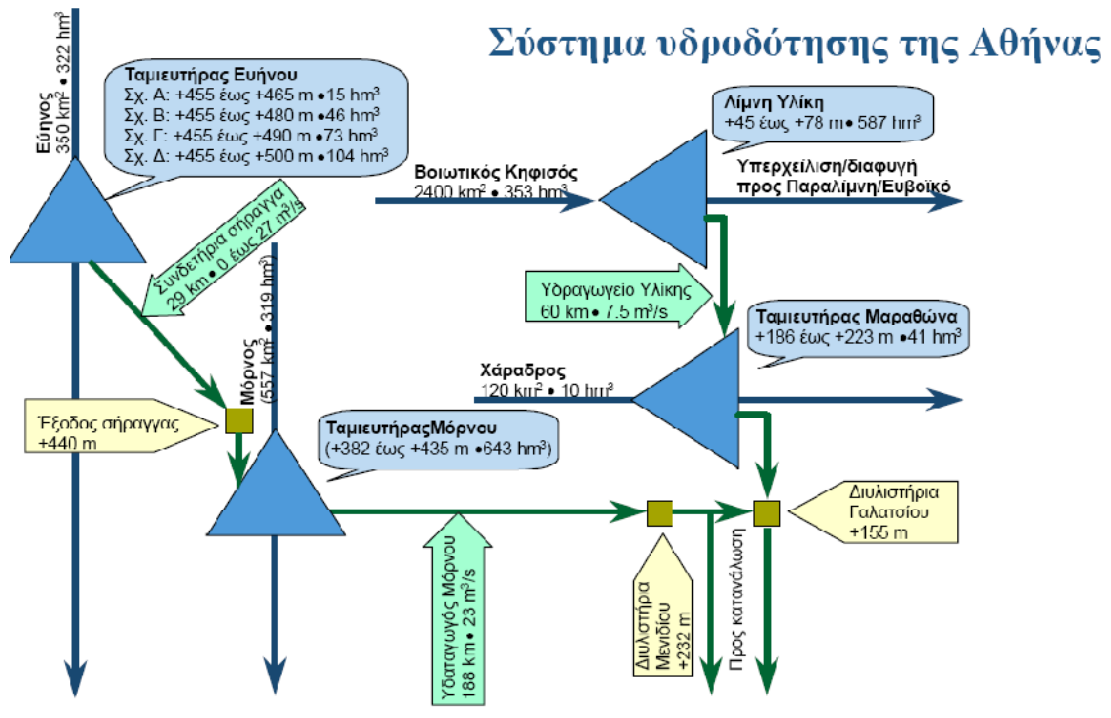 Σύστημα υδροδότησης της Αθήνας
Εύηνος
350 km² • 322 hm³
Ταμιευτήρας Ευήνου
Σχ. Α: +455 έως +465 m •15 hm³
Σχ. Β: +455 έως +480 m •46 hm³
Σχ. Γ: +455 έως +490 m •73 hm³
Σχ. Δ: +455 έως +500 m •104 hm³
Συνδετήρια σήραγγα
29 km • 0 έως 27 m³/s
Μόρνος
(557 km² • 319 hm³)
Έξοδος σήραγγας
+440 m
ΤαμιευτήραςΜόρνου
(+382 έως +435 m •643 hm³)
Υδαταγωγός Μόρνου
188 km • 23 m³/s
Βοιωτικός Κηφισός
2400 km² • 353 hm³
Λίμνη Υλίκη
+45 έως +78 m • 587 hm³
Υπερχείλιση/διαφυγή
προς Παραλίμνη/Ευβοϊκό
Υδραγωγείο Υλίκης
60 km • 7.5 m³/s
Ταμιευτήρας Μαραθώνα
+186 έως +223 m •41 hm³
Χάραδρος
120 km² • 10 hm³
Διυλιστήρια
Γαλατσίου
+155 m
Διυλιστήρια
Μενιδίου
+232 m
Προς κατανάλωση